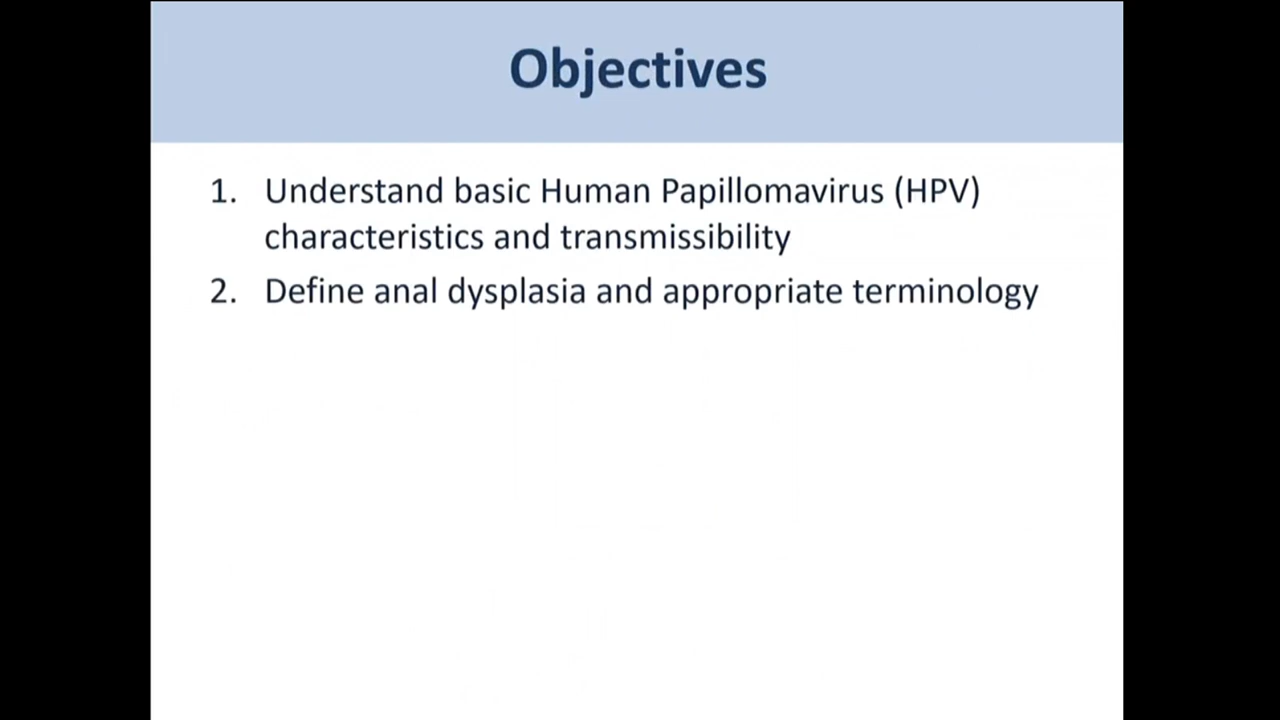 Objectives
1. Understand basic Human Papillomavirus (HPV)
characteristics and transmissibility
2. Define anal dysplasia and appropriate terminology